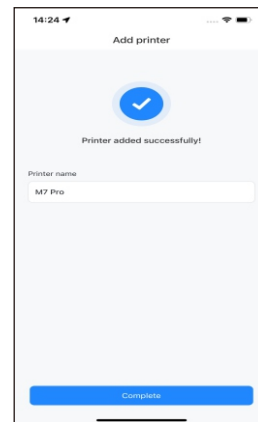 14:24
Add printer
Printer added successfully!
Printer name
M7 Pro
Complete